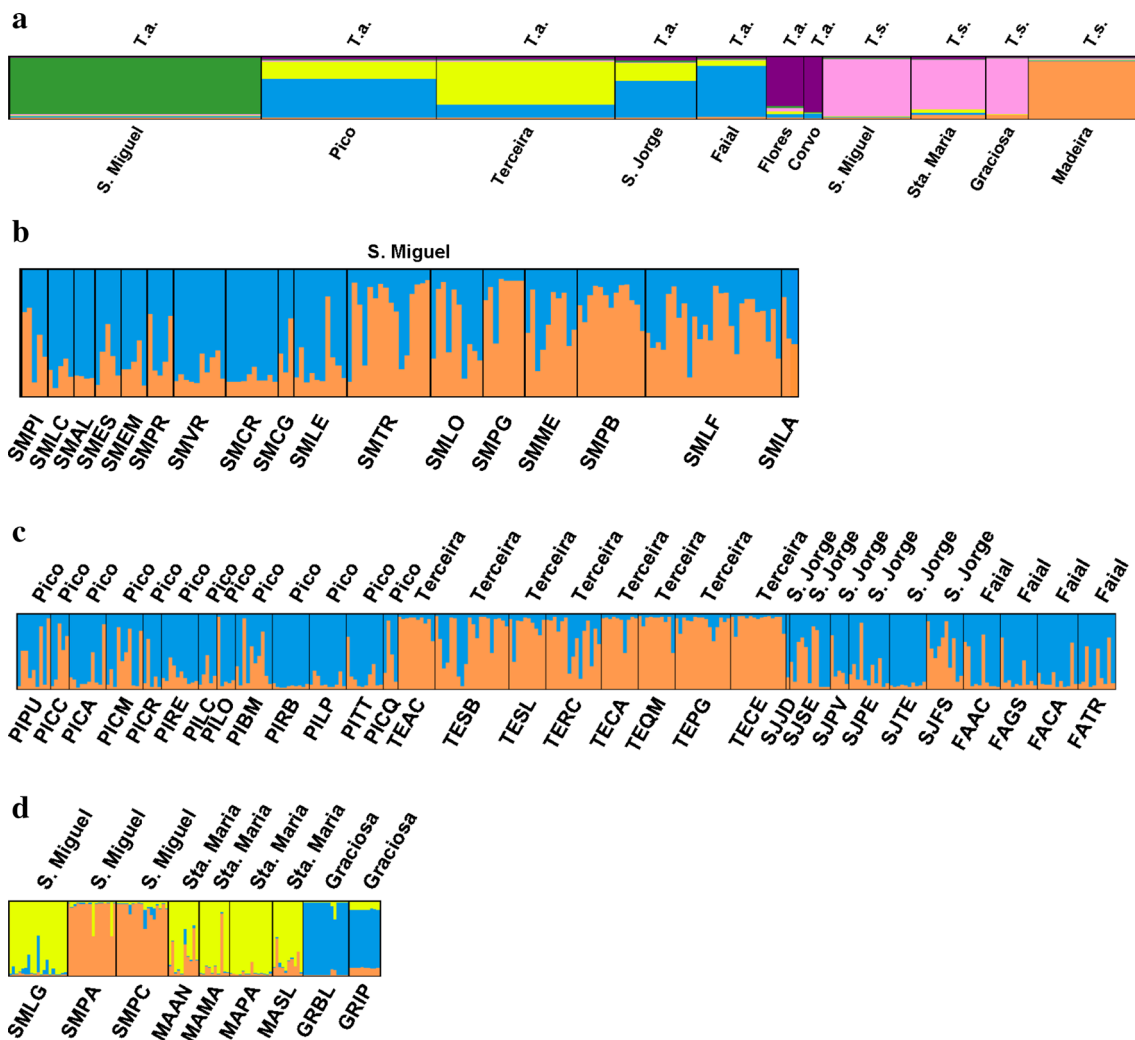 a
T.a. T.a. T.a. T.a. T.a. T.a. T.a. T.s. T.s. T.s. T.s.
S. Miguel Pico Terceira S. Jorge Faial Flores Corvo S. Miguel Sta. Maria Graciosa Madeira
b
S. Miguel
SMPI SMLC SMAL SMES SMEM SMPR SMVR SMCR SMCG SMLE SMTR SMLO SMPG SMME SMPB SMLF SMLA
c
Pico Pico Pico Pico Pico Pico Pico Pico Pico Pico Pico Pico Pico Terceira Terceira Terceira Terceira Terceira Terceira Terceira Terceira S. Jorge S. Jorge S. Jorge S. Jorge S. Jorge S. Jorge Faial Faial Faial Faial
PIPU PICC PICA PICM PICR PIRE PILC PILO PIBM PIRB PILP PITT PICQ TEAC TESB TESL TERC TECA TEQM TEPG TECE SJJD SJSE SJPV SJPE SJTE SJFS FAAC FAGS FACA FATR
d
S. Miguel S. Miguel S. Miguel Sta. Maria Sta. Maria Sta. Maria Sta. Maria Graciosa Graciosa
SMLG SMPA SMPC MAAN MAMA MAPA MASL GRBL GRIP